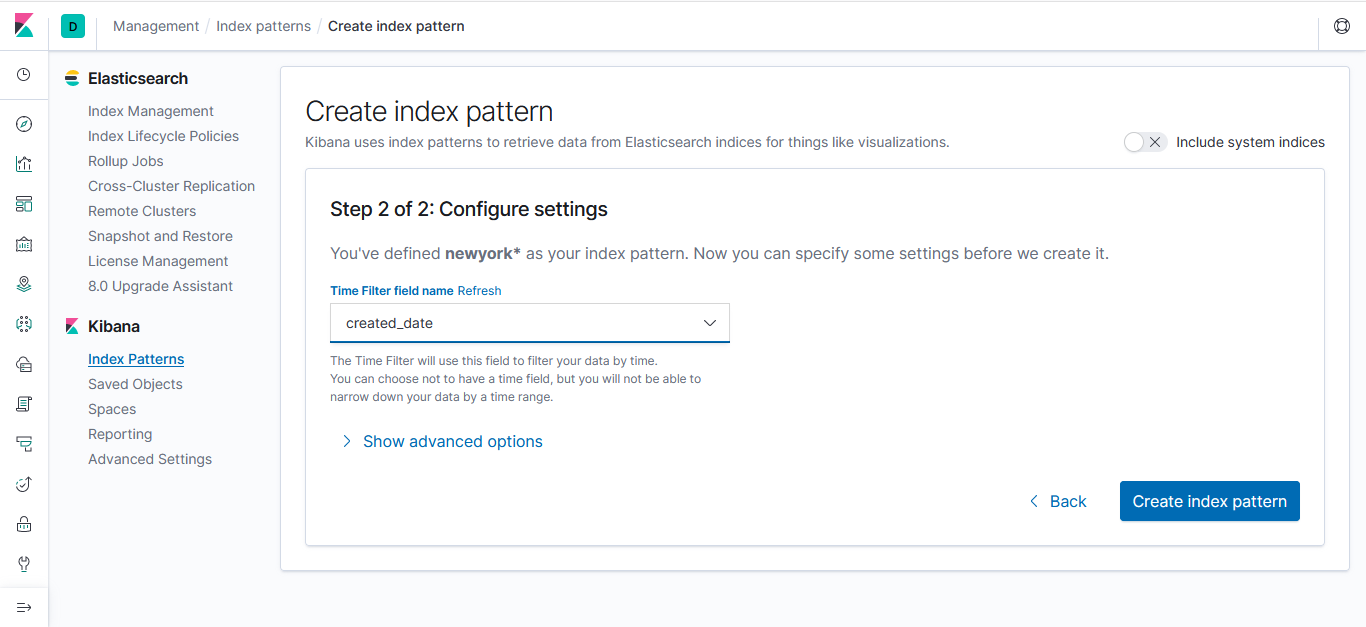 D
Management / Index patterns / Create index pattern
Elasticsearch
Index Management
Index Lifecycle Policies
Rollup Jobs
Cross-Cluster Replication
Remote Clusters
Snapshot and Restore
License Management
8.0 Upgrade Assistant
Kibana
Index Patterns
Saved Objects
Spaces
Reporting
Advanced Settings
Create index pattern
Kibana uses index patterns to retrieve data from Elasticsearch indices for things like visualizations.
Include system indices
Step 2 of 2: Configure settings
You've defined newyork* as your index pattern. Now you can specify some settings before we create it.
Time Filter field name Refresh
created_date
The Time Filter will use this field to filter your data by time.
You can choose not to have a time field, but you will not be able to
narrow down your data by a time range.
Show advanced options
Back
Create index pattern